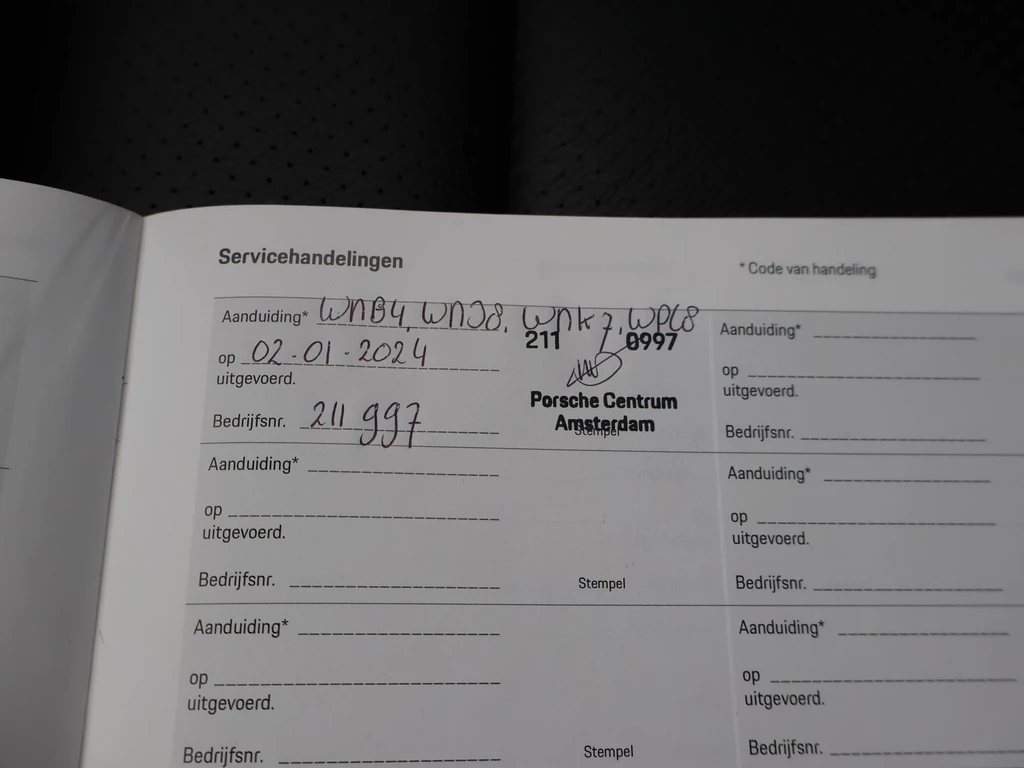 Servicehandelingen
* Code van handeling
Aanduiding* WNB4, WNJ8, WNK7, WPL8
op 02-01-2024
uitgevoerd.
Bedrijfsnr. 211 997
211 0997
Porsche Centrum
Amsterdam
Stempel
Aanduiding*
op
uitgevoerd.
Bedrijfsnr.
Aanduiding*
op
uitgevoerd.
Bedrijfsnr.
Stempel
Aanduiding*
op
uitgevoerd.
Bedrijfsnr.
Aanduiding*
op
uitgevoerd.
Bedrijfsnr.
Stempel
Aanduiding*
op
uitgevoerd.
Bedrijfsnr.